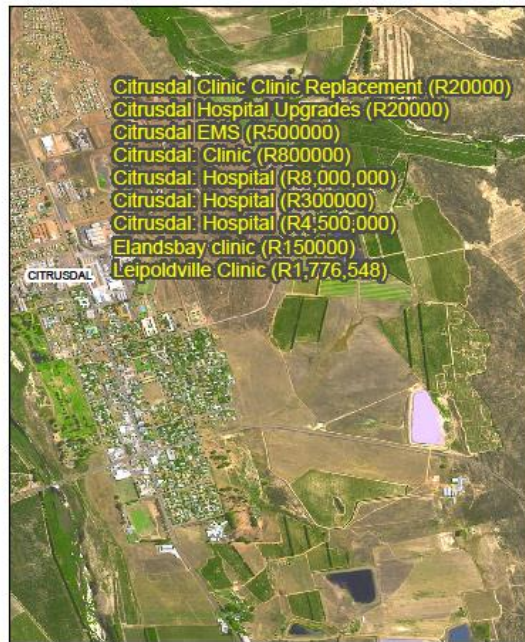 Citrusdal Clinic Clinic Replacement (R20000)
Citrusdal Hospital Upgrades (R20000)
Citrusdal EMS (R500000)
Citrusdal: Clinic (R800000)
Citrusdal: Hospital (R8,000,000)
Citrusdal: Hospital (R300000)
Citrusdal: Hospital (R4,500,000)
Elandsbay clinic (R150000)
Leipoldville Clinic (R1,776,548)
CITRUSDAL